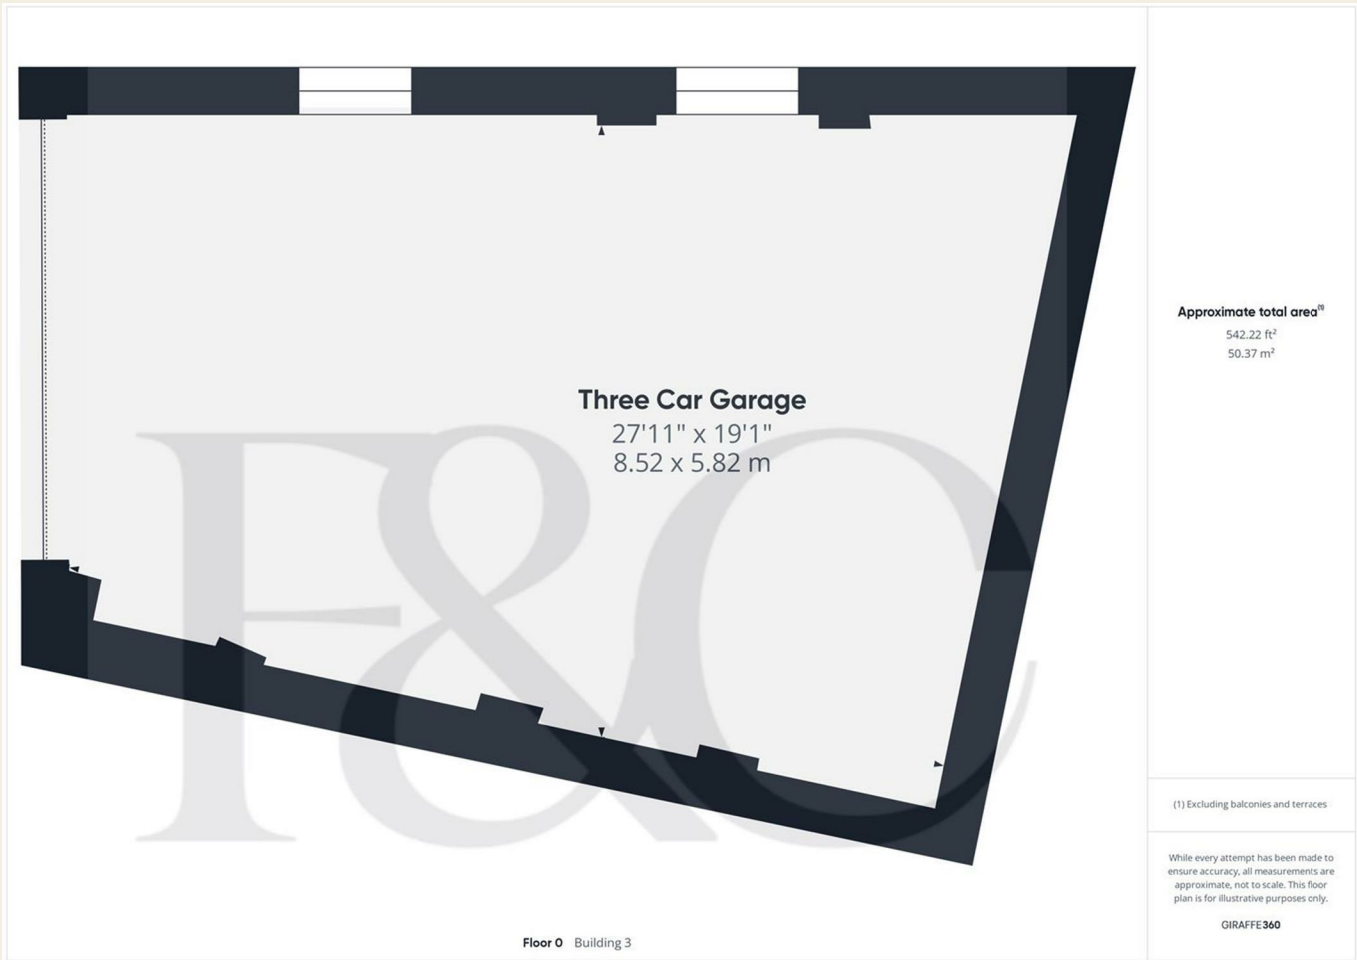 Three Car Garage
27'11" x 19'1"
8.52 x 5.82 m
F&C
Floor 0 Building 3
Approximate total area(1)
542.22 ft²
50.37 m²
(1) Excluding balconies and terraces
While every attempt has been made to
ensure accuracy, all measurements are
approximate, not to scale. This floor
plan is for illustrative purposes only.
GIRAFFE360